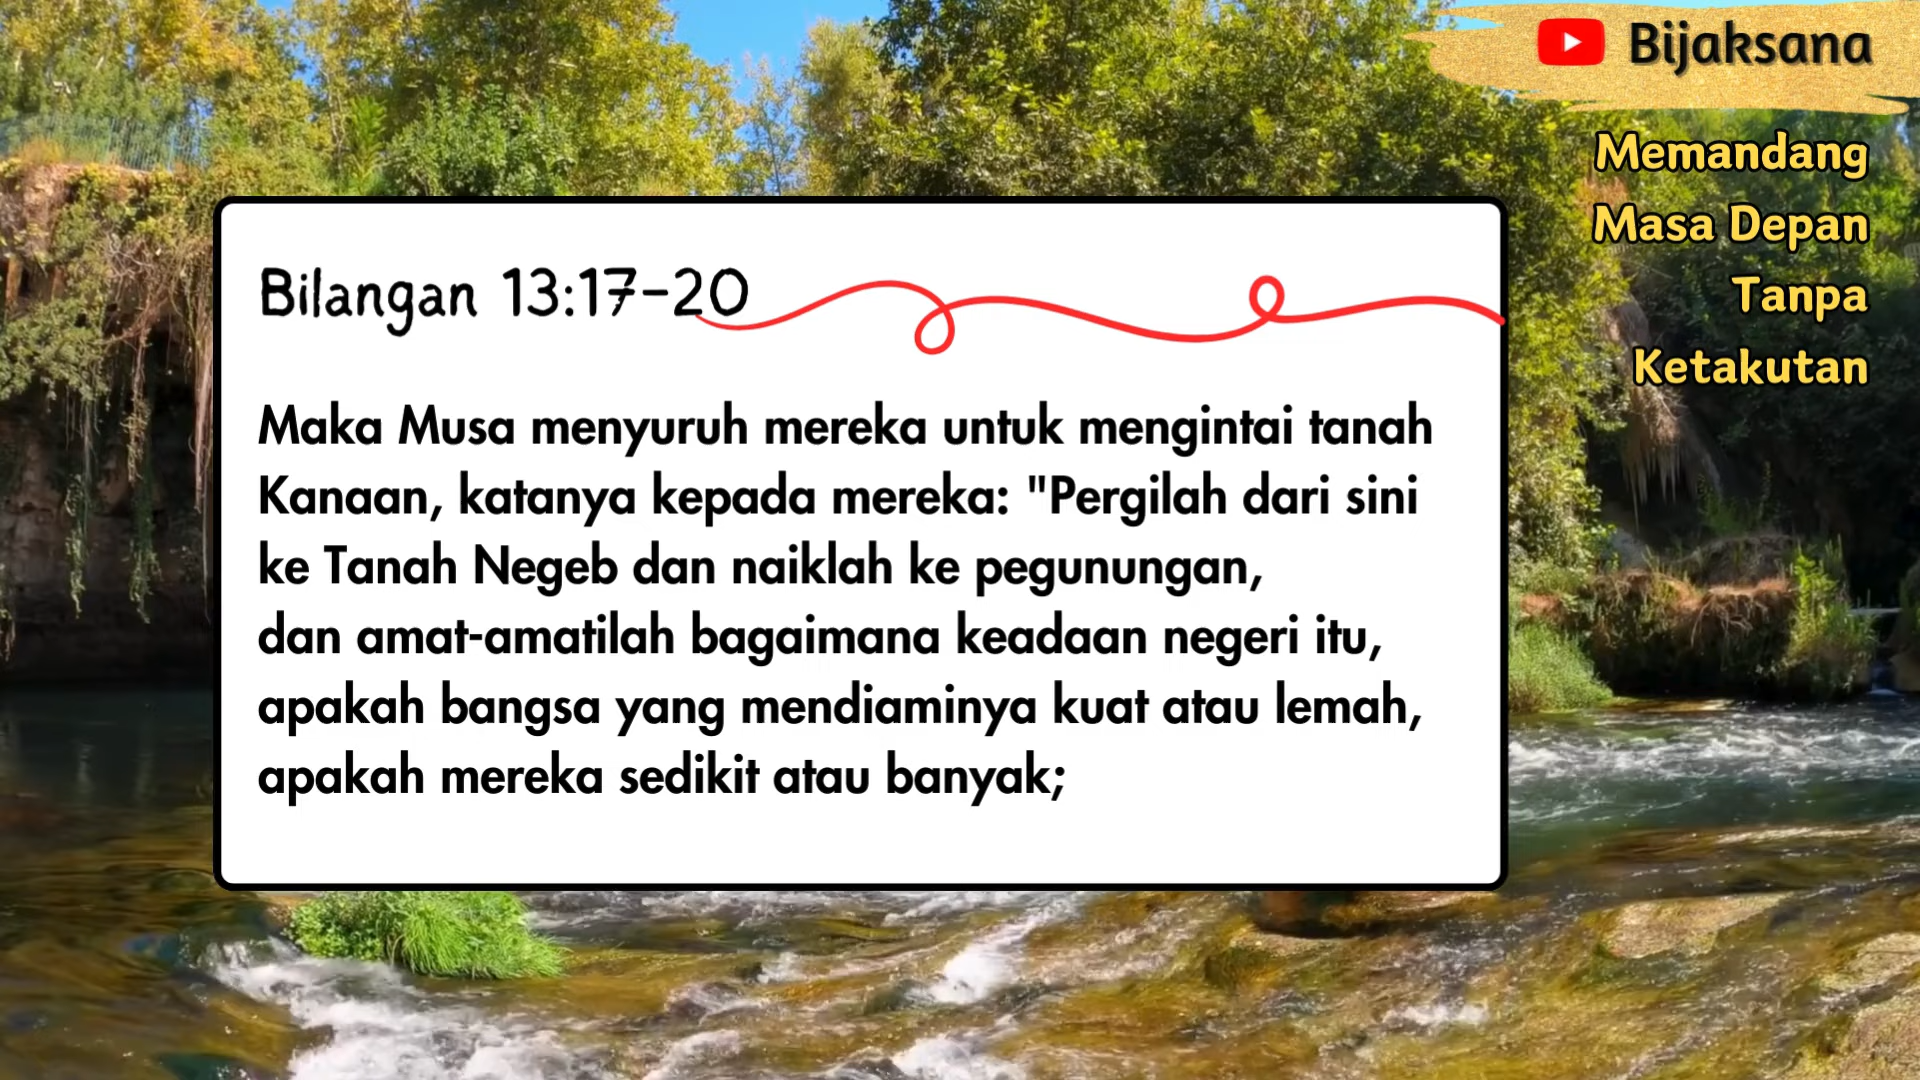 Bijaksana
Memandang
Masa Depan
Tanpa
Ketakutan
Bilangan 13:17-20
Maka Musa menyuruh mereka untuk mengintai tanah
Kanaan, katanya kepada mereka: "Pergilah dari sini
ke Tanah Negeb dan naiklah ke pegunungan,
dan amat-amatilah bagaimana keadaan negeri itu,
apakah bangsa yang mendiaminya kuat atau lemah,
apakah mereka sedikit atau banyak;